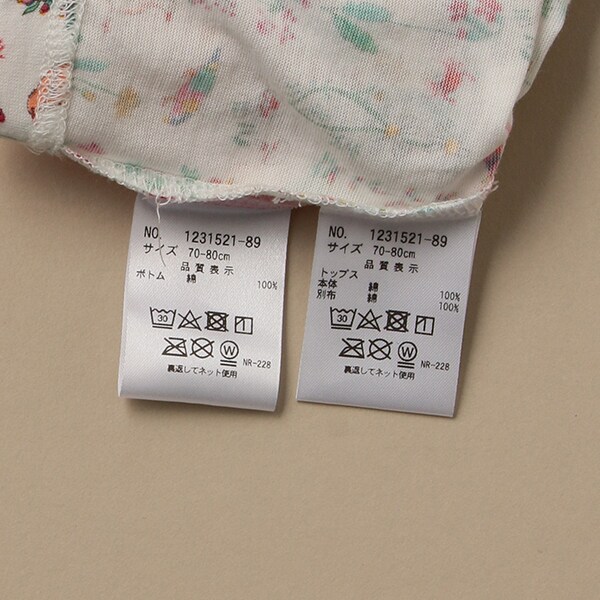 NO. 1231521-89
サイズ 70-80cm
品質表示
ボトム 綿
100%
30
W
NR-228
裏返してネット使用
NO. 1231521-89
サイズ 70-80cm
品質表示
トップス
本体 綿 100%
別布 綿 100%
30
W
NR-228
裏返してネット使用